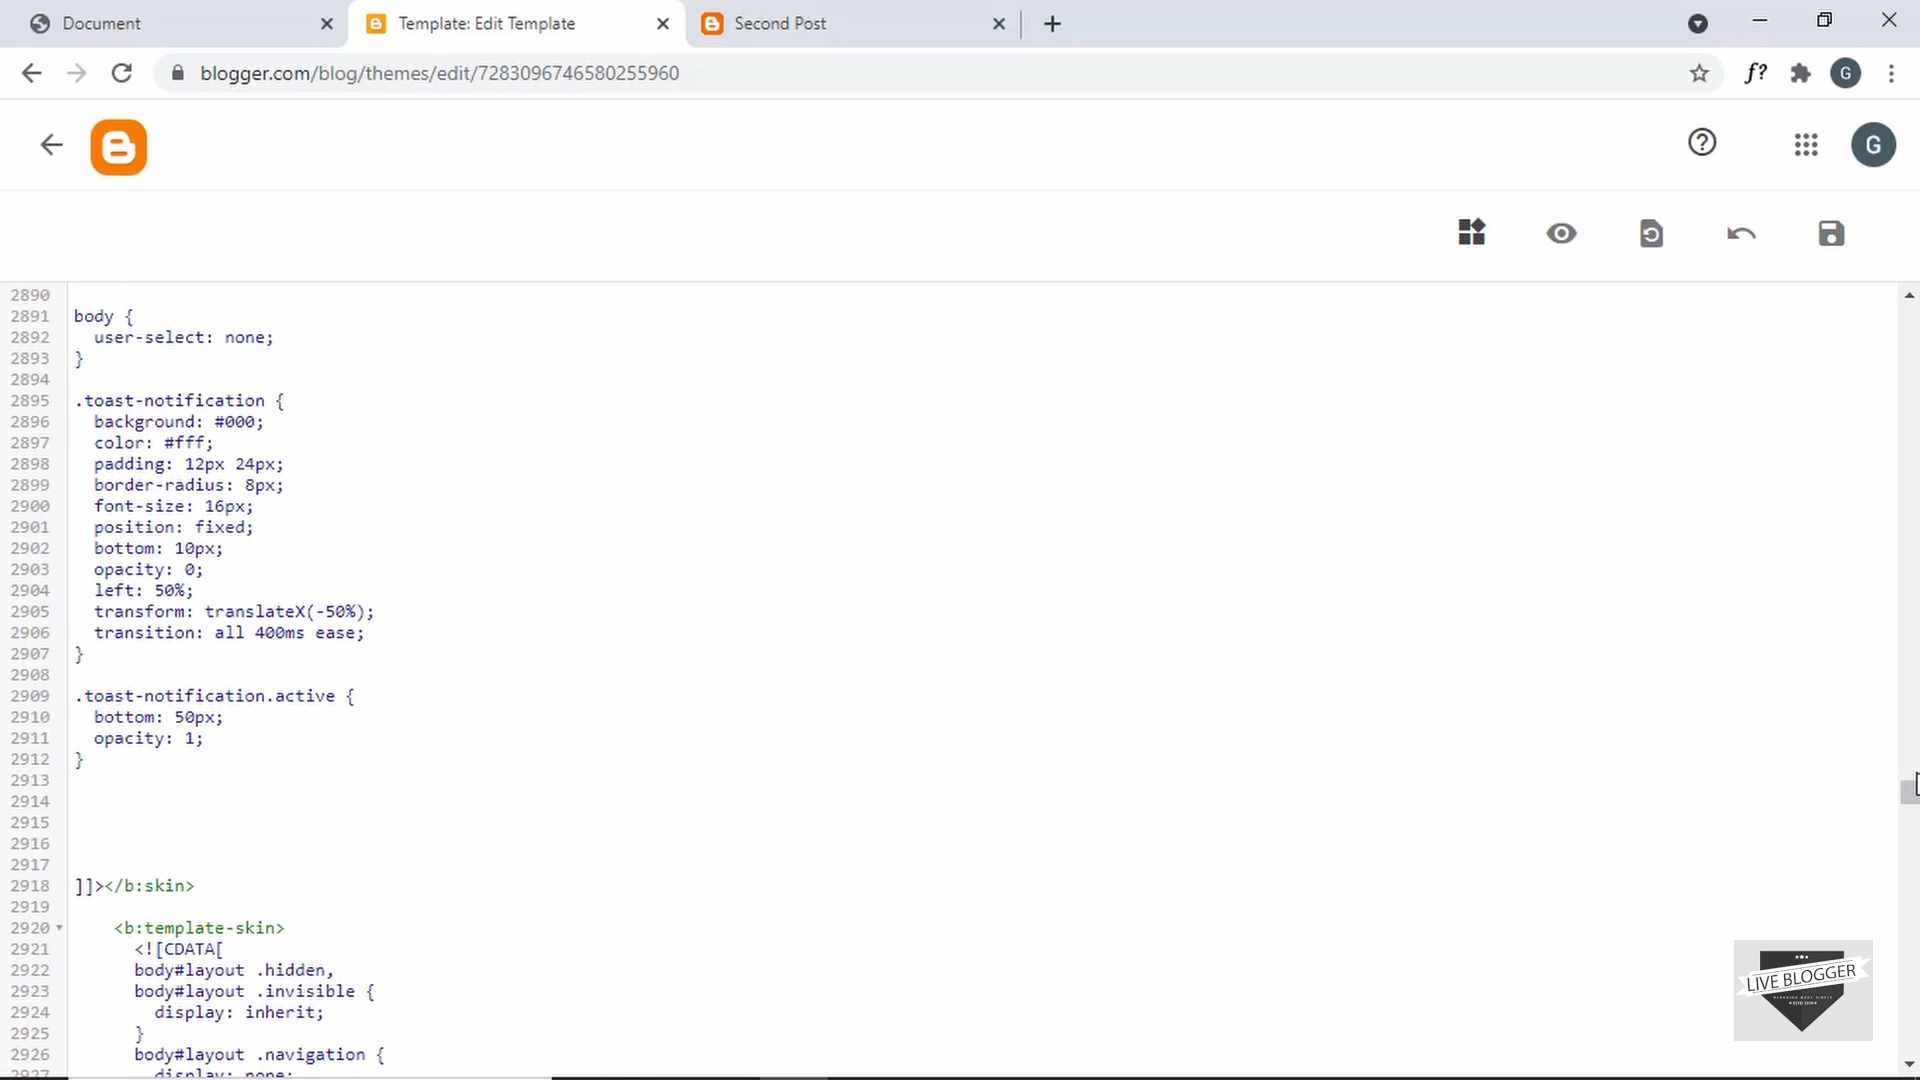 Document
Template: Edit Template
Second Post
blogger.com/blog/themes/edit/7283096746580255960
f?
G
G
2890
2891 body {
2892 user-select: none;
2893 }
2894
2895 .toast-notification {
2896 background: #000;
2897 color: #fff;
2898 padding: 12px 24px;
2899 border-radius: 8px;
2900 font-size: 16px;
2901 position: fixed;
2902 bottom: 10px;
2903 opacity: 0;
2904 left: 50%;
2905 transform: translateX(-50%);
2906 transition: all 400ms ease;
2907 }
2908
2909 .toast-notification.active {
2910 bottom: 50px;
2911 opacity: 1;
2912 }
2913
2914
2915
2916
2917
2918 ]]></b:skin>
2919
2920 <b:template-skin>
2921 <![CDATA[
2922 body#layout .hidden,
2923 body#layout .invisible {
2924 display: inherit;
2925 }
2926 body#layout .navigation {
2927 display: none;
LIVE BLOGGER